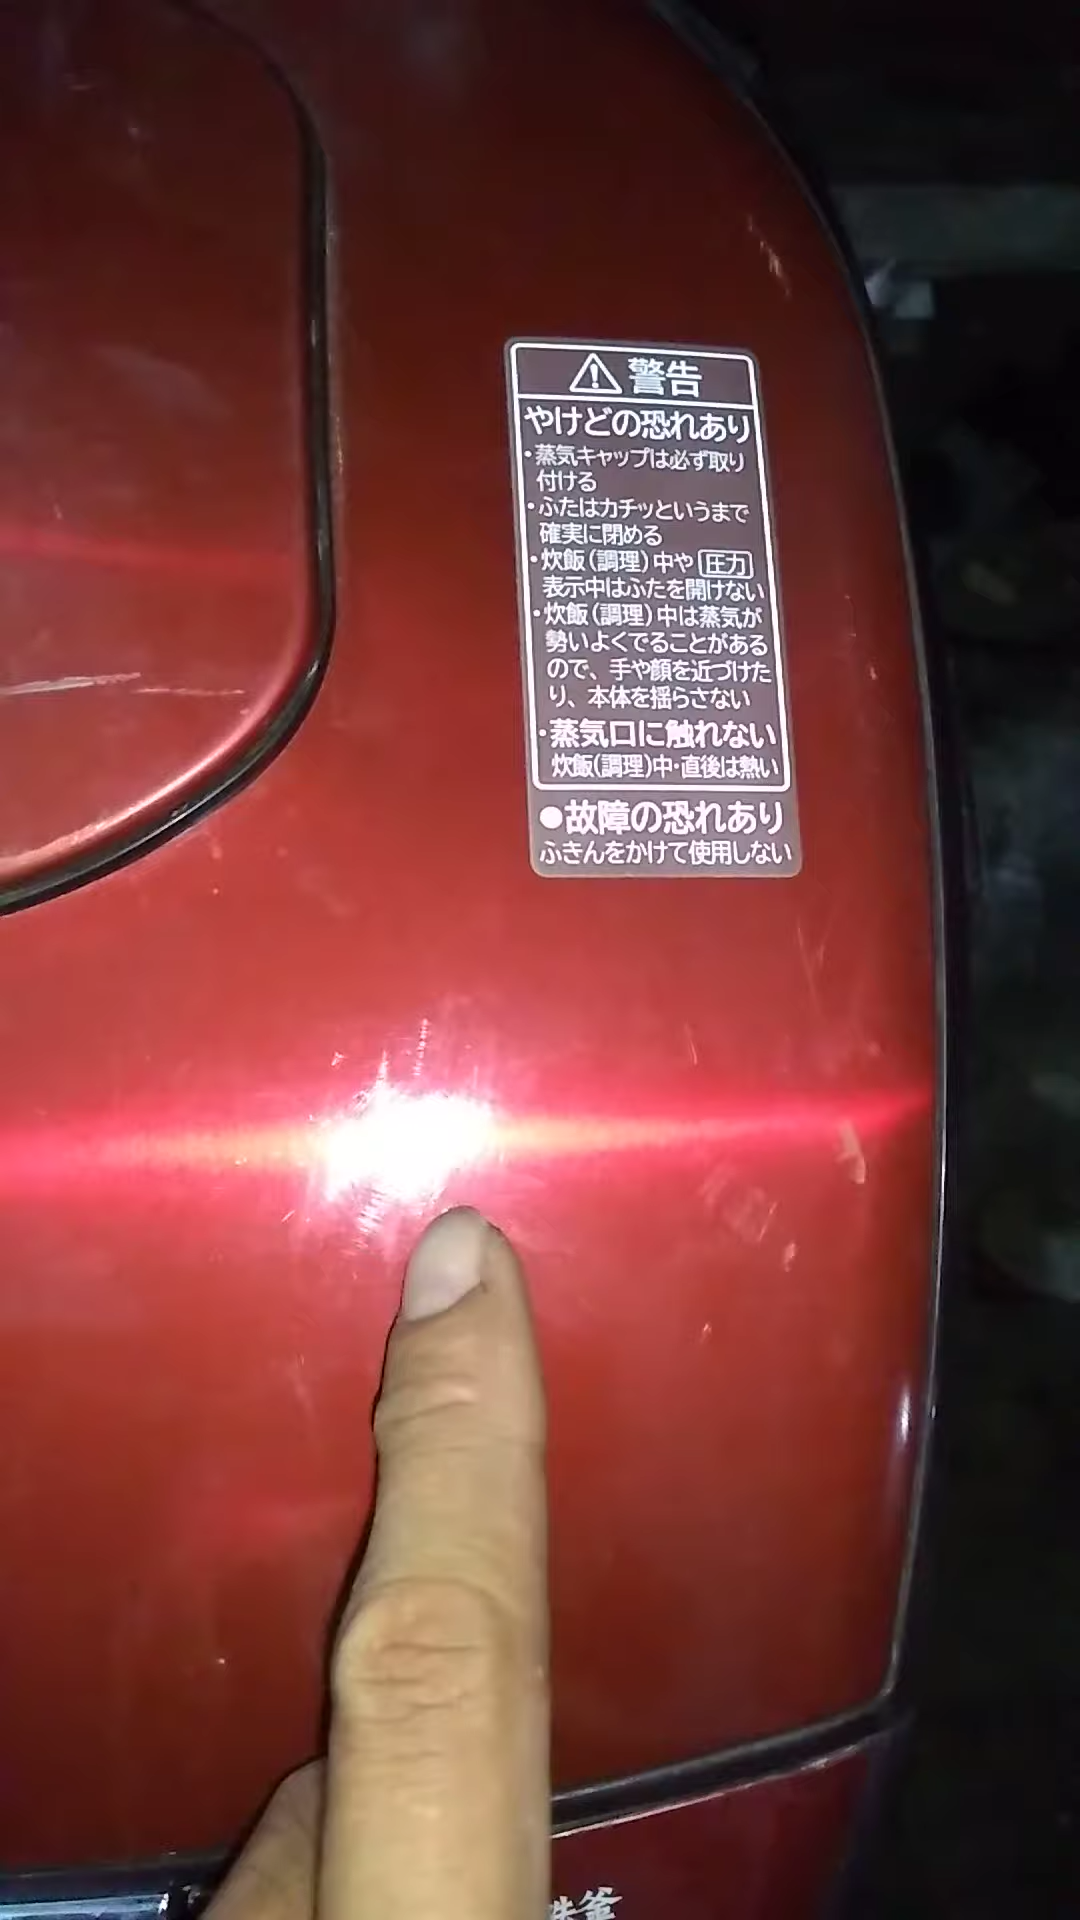 警告
やけどの恐れあり
・蒸気キャップは必ず取り
付ける
・ふたはカチッというまで
確実に閉める
・炊飯(調理)中や圧力
表示中はふたを開けない
・炊飯(調理)中は蒸気が
勢いよくでることがある
ので、手や顔を近づけた
り、本体を揺らさない
・蒸気口に触れない
炊飯(調理)中・直後は熱い
●故障の恐れあり
ふきんをかけて使用しない
釜